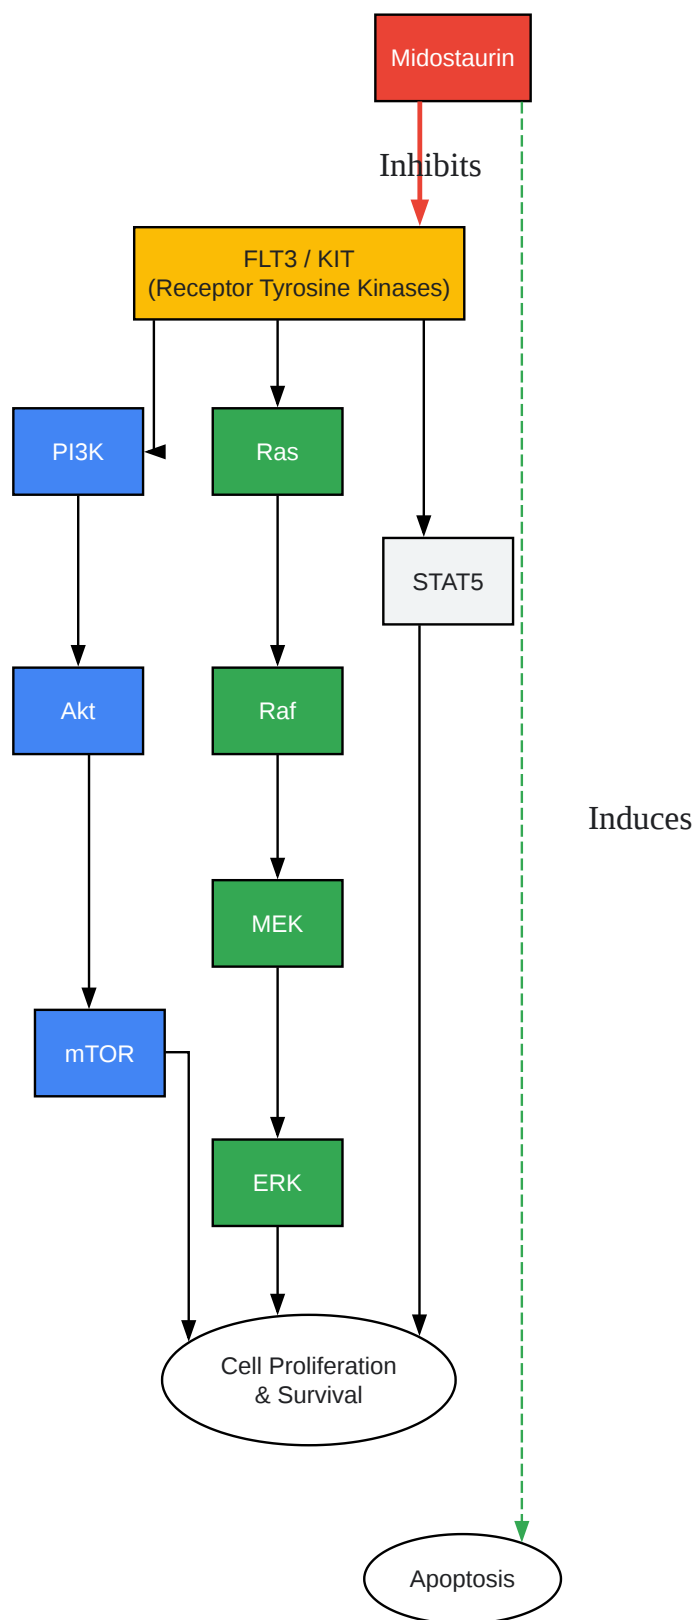 Midostaurin
Inhibits
FLT3 / KIT
(Receptor Tyrosine Kinases)
PI3K
Ras
STAT5
Akt
Raf
Induces
MEK
mTOR
ERK
Cell Proliferation
& Survival
Apoptosis